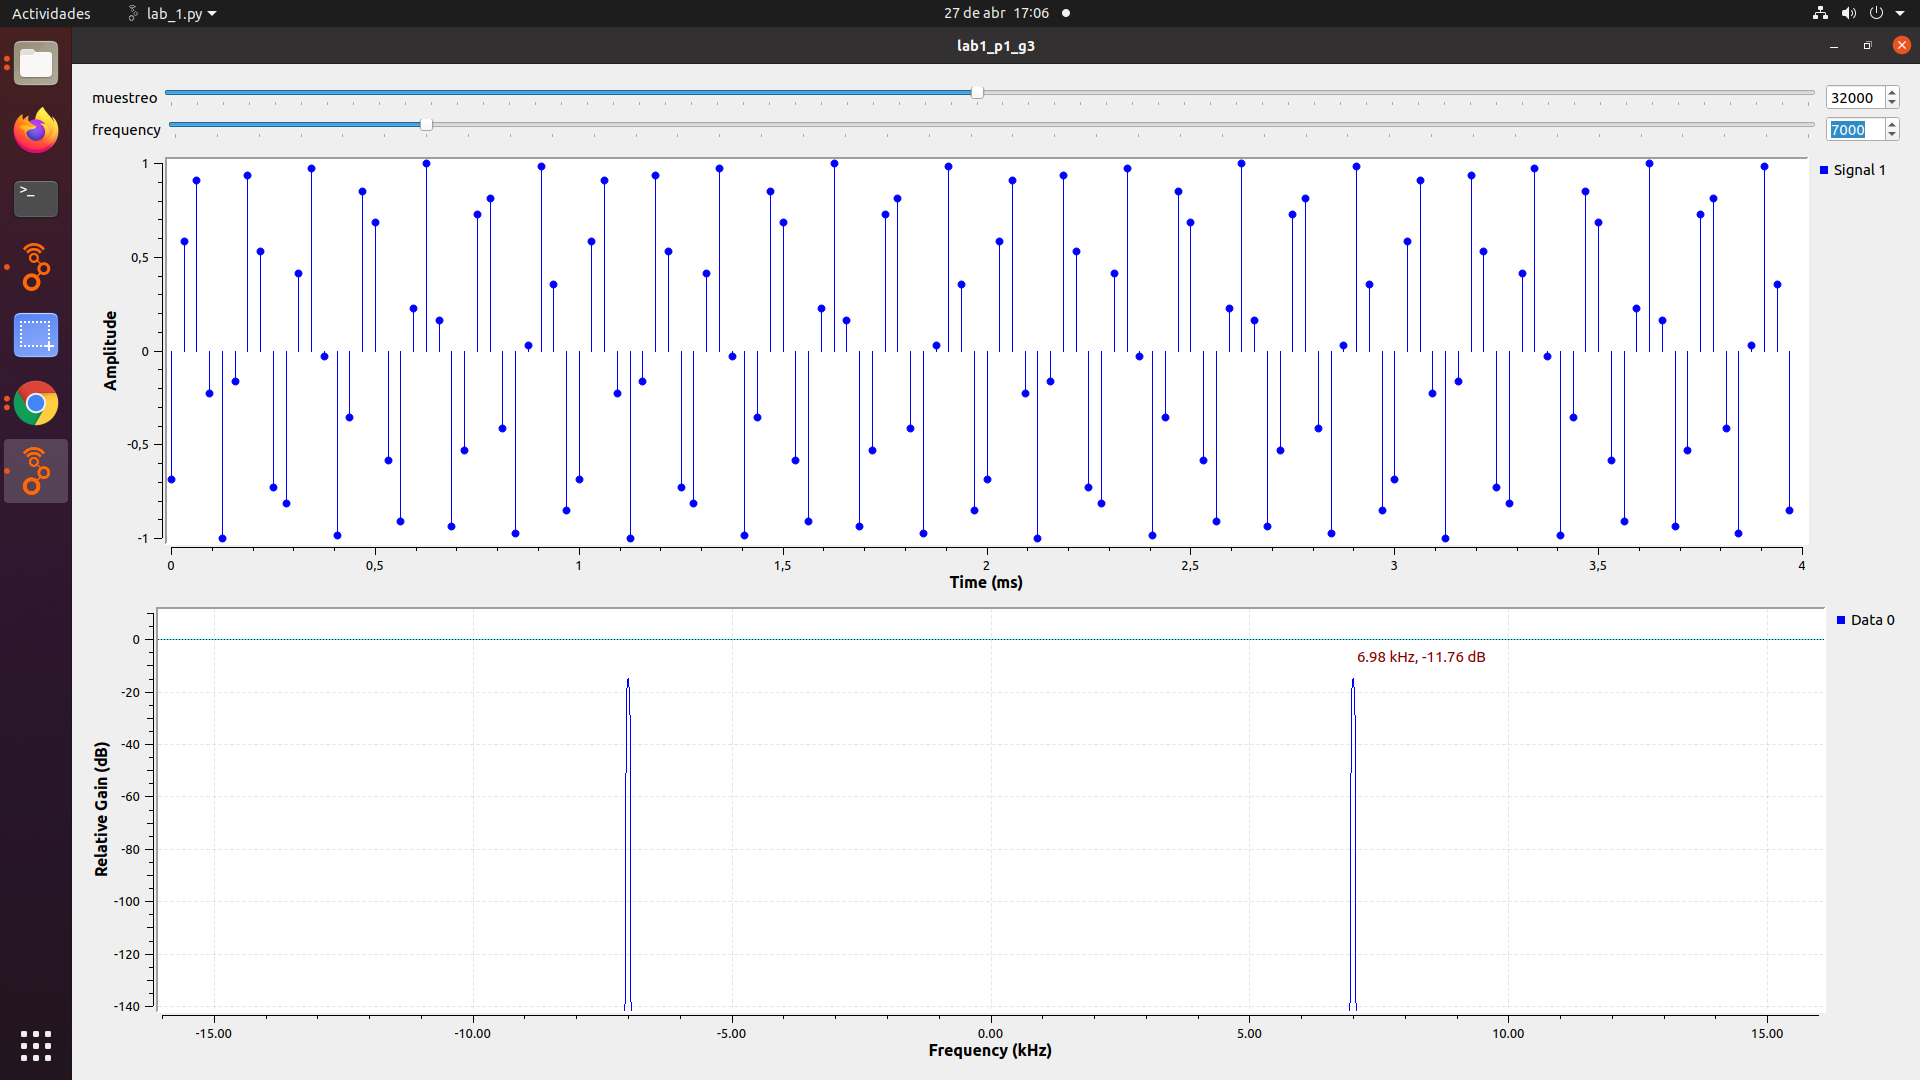 Actividades lab_1.py 27 de abr 17:06
lab1_p1_g3
muestreo 32000
frequency 7000
Signal 1
1
0,5
0
-0,5
-1
Amplitude
0 0,5 1 1,5 2 2,5 3 3,5 4
Time (ms)
Data 0
6.98 kHz, -11.76 dB
0
-20
-40
-60
-80
-100
-120
-140
Relative Gain (dB)
-15.00 -10.00 -5.00 0.00 5.00 10.00 15.00
Frequency (kHz)